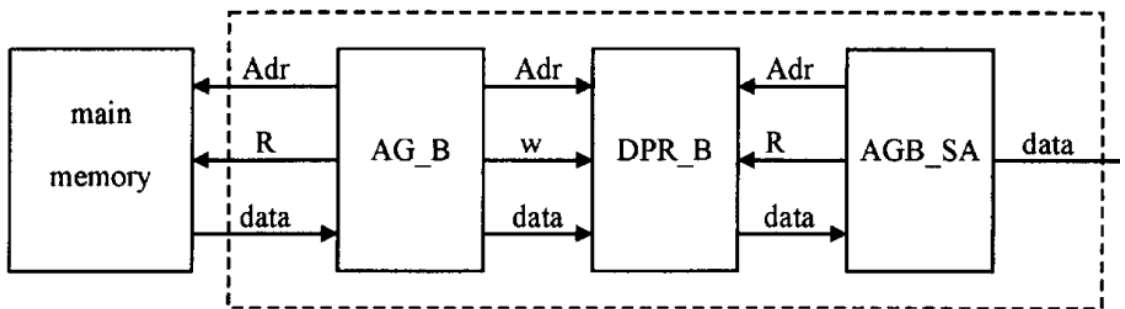 Adr Adr Adr
main
memory
R AG_B w DPR_B R AGB_SA data
data data data